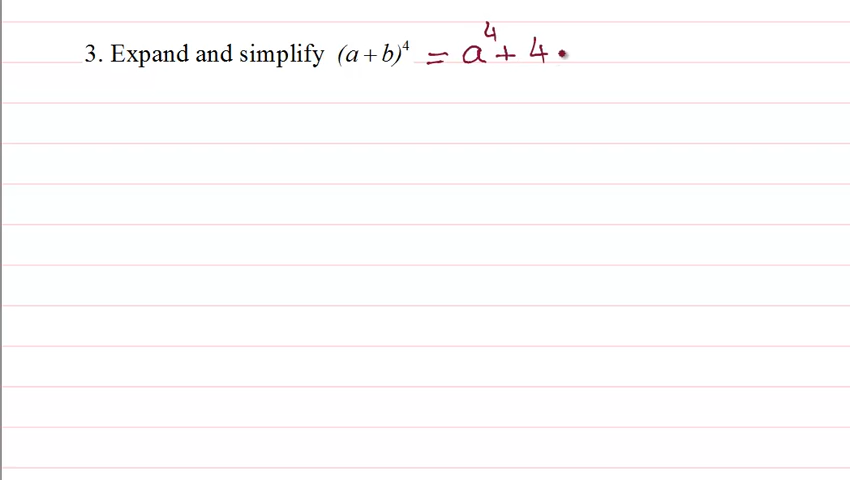 3. Expand and simplify (a+b)⁴ = a⁴ + 4 •